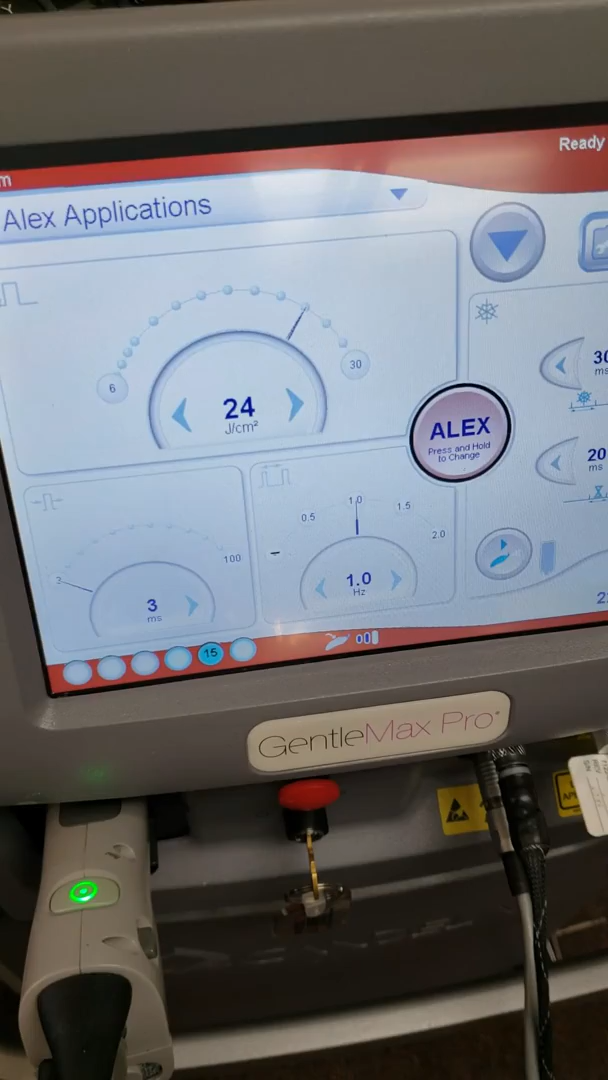 m
Ready
Alex Applications
6
30
24
J/cm²
ALEX
Press and Hold
to Change
30
ms
20
ms
3
100
3
ms
0.5
1.0
1.5
2.0
1.0
Hz
15
GentleMax Pro